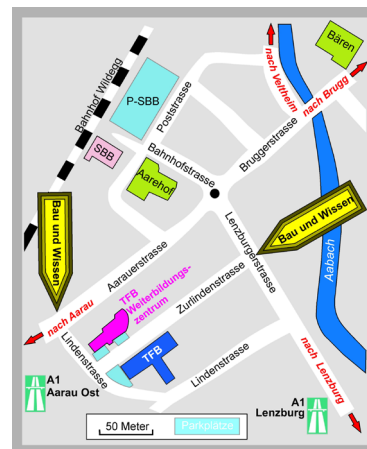 Bären
nach Veltheim
nach Brugg
Bahnhof Wildegg
P-SBB
Poststrasse
SBB
Bahnhofstrasse
Bruggerstrasse
Aarehof
Bau und Wissen
Bau und Wissen
Lenzburgerstrasse
Aabach
Aarauerstrasse
TFB
Weiterbildungs-
zentrum
Zurlindenstrasse
nach Aarau
Lindenstrasse
TFB
Lindenstrasse
nach Lenzburg
A1
Aarau Ost
A1
Lenzburg
50 Meter
Parkplätze